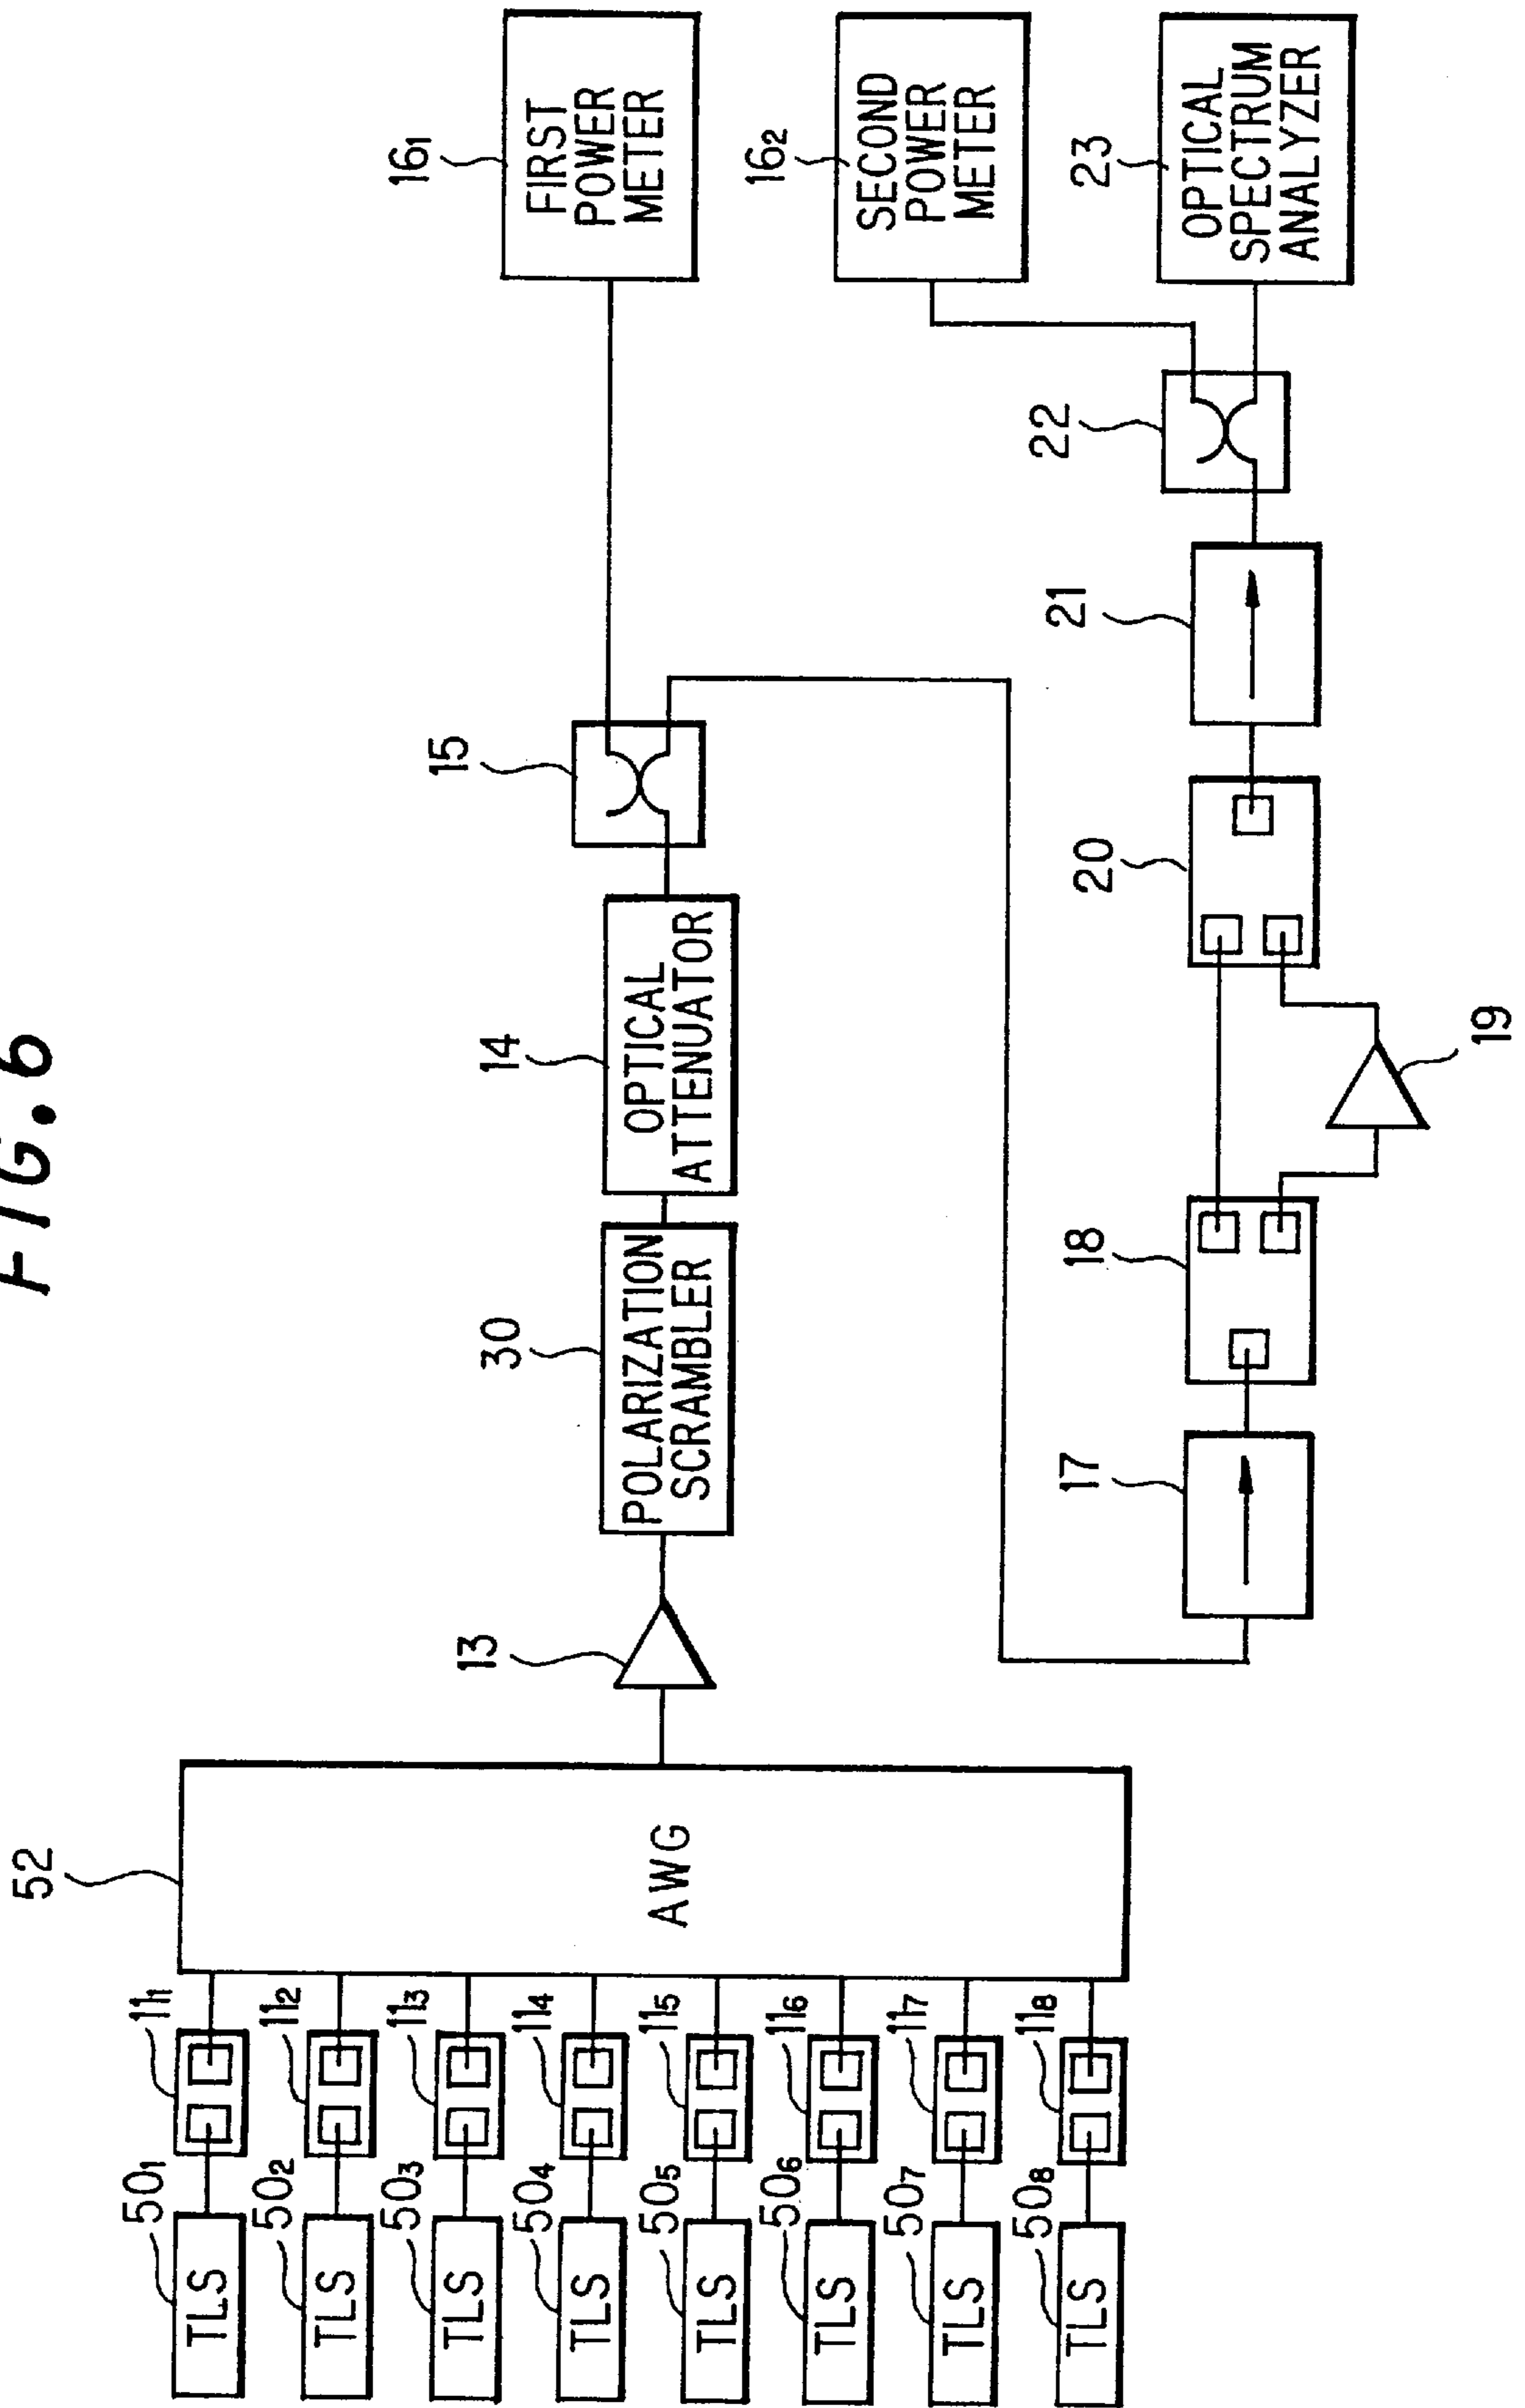 FIG.6
TLS
TLS
TLS
TLS
TLS
TLS
TLS
TLS
50₁
50₂
50₃
50₄
50₅
50₆
50₇
50₈
11₁
11₂
11₃
11₄
11₅
11₆
11₇
11₈
52
AWG
13
30
POLARIZATION
SCRAMBLER
14
OPTICAL
ATTENUATOR
15
16₁
FIRST
POWER
METER
16₂
SECOND
POWER
METER
17
18
19
20
21
22
23
OPTICAL
SPECTRUM
ANALYZER